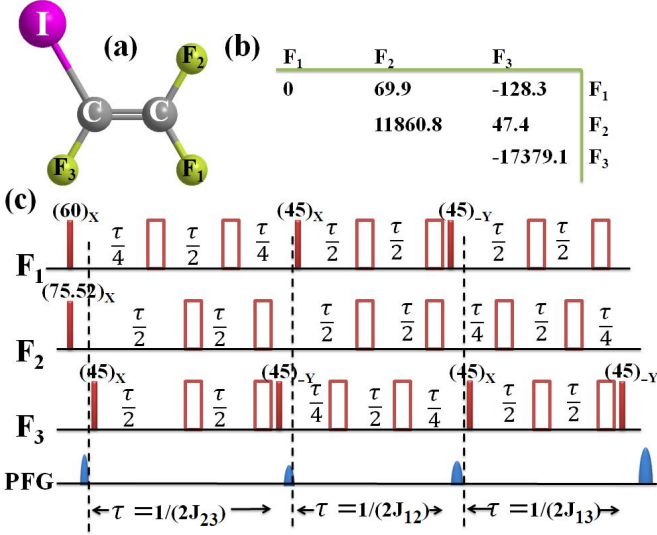 I
(a)
F2
C
C
F3
F1
(b)
F1 F2 F3
0 69.9 -128.3 F1
11860.8 47.4 F2
-17379.1 F3
(c)
(60)X (45)X (45)-Y
τ/4 τ/2 τ/4 τ/2 τ/2 τ/2 τ/2
F1
(75.52)X
τ/2 τ/2 τ/2 τ/2 τ/4 τ/2 τ/4
F2
(45)X (45)-Y (45)X (45)-Y
τ/2 τ/2 τ/4 τ/2 τ/4 τ/2 τ/2
F3
PFG
τ =1/(2J23) τ =1/(2J12) τ =1/(2J13)